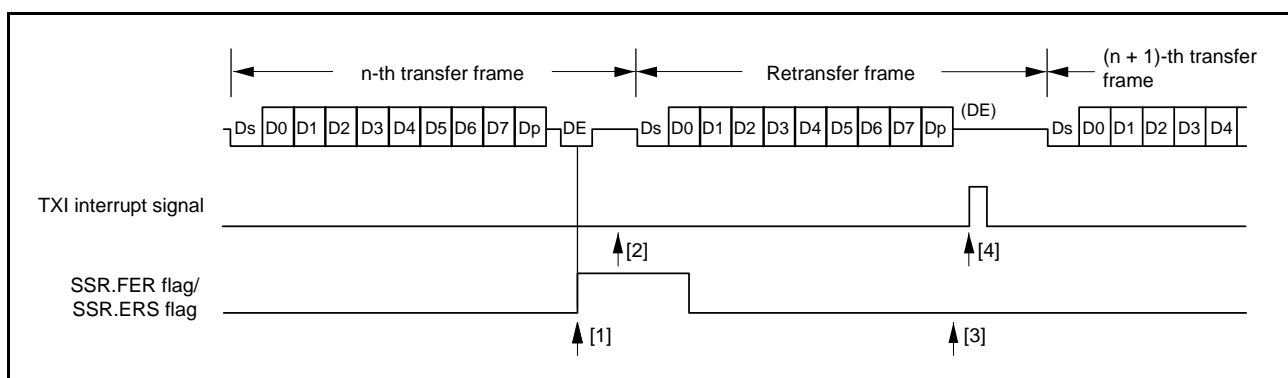 n-th transfer frame
Retransfer frame
(n + 1)-th transfer
frame
Ds D0 D1 D2 D3 D4 D5 D6 D7 Dp DE Ds D0 D1 D2 D3 D4 D5 D6 D7 Dp (DE) Ds D0 D1 D2 D3 D4
TXI interrupt signal
[2]
[4]
SSR.FER flag/
SSR.ERS flag
[1]
[3]